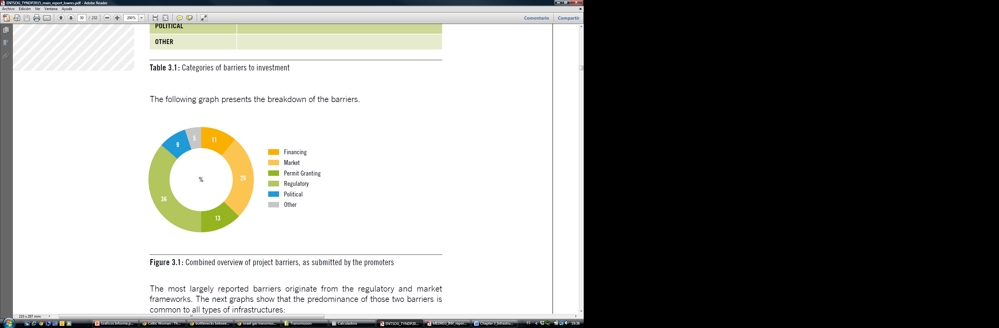 ENTSOG_TYNDP2015_main_report_lowres.pdf - Adobe Reader
Archivo Edición Ver Ventana Ayuda
30 / 232 200% Comentario Compartir
POLITICAL
OTHER
Table 3.1: Categories of barriers to investment
The following graph presents the breakdown of the barriers.
5 11
9
26
36
13
%
Financing
Market
Permit Granting
Regulatory
Political
Other
Figure 3.1: Combined overview of project barriers, as submitted by the promoters
The most largely reported barriers originate from the regulatory and market
frameworks. The next graphs show that the predominance of those two barriers is
common to all types of infrastructures:
210 x 297 mm
Graficos Informe.p... Celtic Woman : Th... bottlenecks betwee... israel gas transmiss... Transmission Calculadora ENTSOG_TYNDP20... MEDREG_INV_repor... Chapter 3_Infrastru... ES 19:36